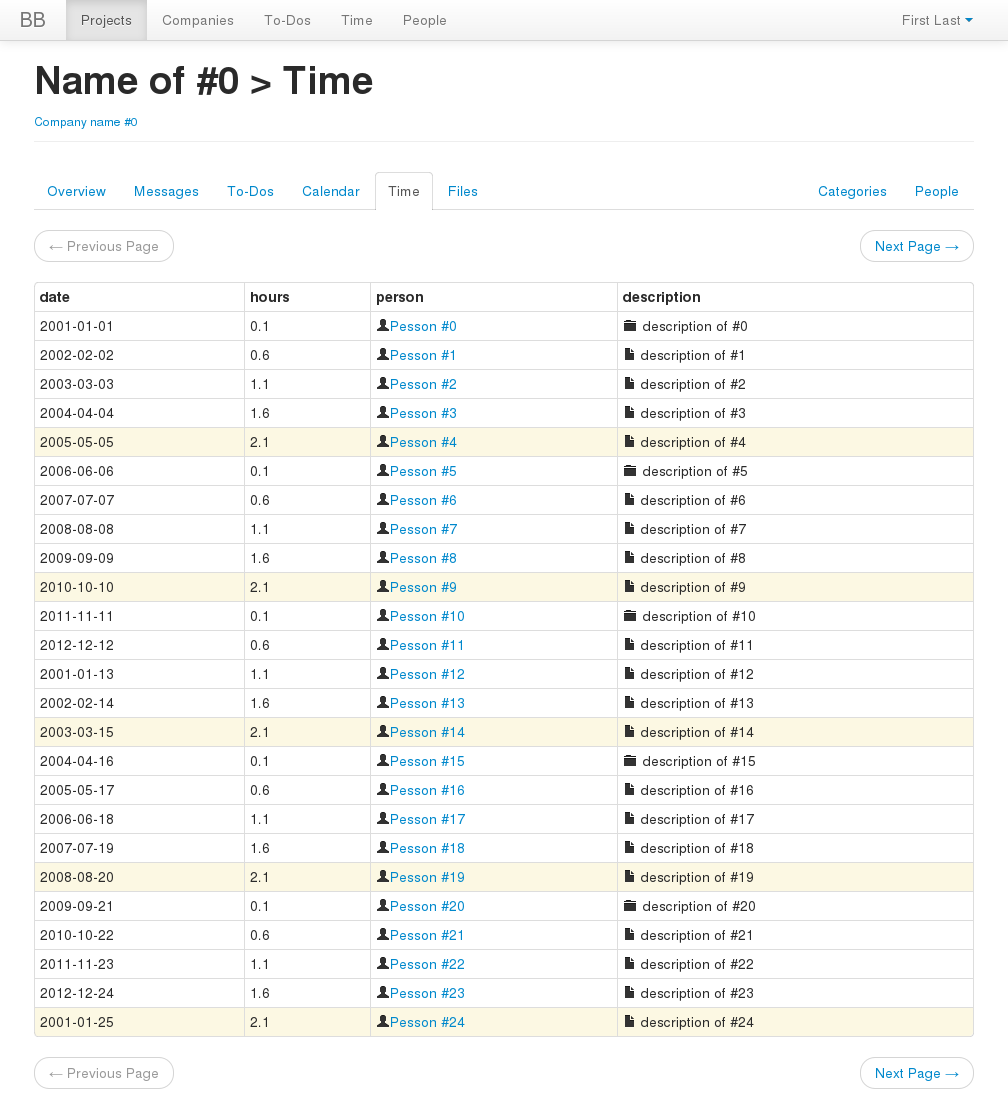 BB Projects Companies To-Dos Time People First Last
Name of #0 > Time
Company name #0
Overview Messages To-Dos Calendar Time Files Categories People
← Previous Page Next Page →
date hours person description
2001-01-01 0.1 Pesson #0 description of #0
2002-02-02 0.6 Pesson #1 description of #1
2003-03-03 1.1 Pesson #2 description of #2
2004-04-04 1.6 Pesson #3 description of #3
2005-05-05 2.1 Pesson #4 description of #4
2006-06-06 0.1 Pesson #5 description of #5
2007-07-07 0.6 Pesson #6 description of #6
2008-08-08 1.1 Pesson #7 description of #7
2009-09-09 1.6 Pesson #8 description of #8
2010-10-10 2.1 Pesson #9 description of #9
2011-11-11 0.1 Pesson #10 description of #10
2012-12-12 0.6 Pesson #11 description of #11
2001-01-13 1.1 Pesson #12 description of #12
2002-02-14 1.6 Pesson #13 description of #13
2003-03-15 2.1 Pesson #14 description of #14
2004-04-16 0.1 Pesson #15 description of #15
2005-05-17 0.6 Pesson #16 description of #16
2006-06-18 1.1 Pesson #17 description of #17
2007-07-19 1.6 Pesson #18 description of #18
2008-08-20 2.1 Pesson #19 description of #19
2009-09-21 0.1 Pesson #20 description of #20
2010-10-22 0.6 Pesson #21 description of #21
2011-11-23 1.1 Pesson #22 description of #22
2012-12-24 1.6 Pesson #23 description of #23
2001-01-25 2.1 Pesson #24 description of #24
← Previous Page Next Page →